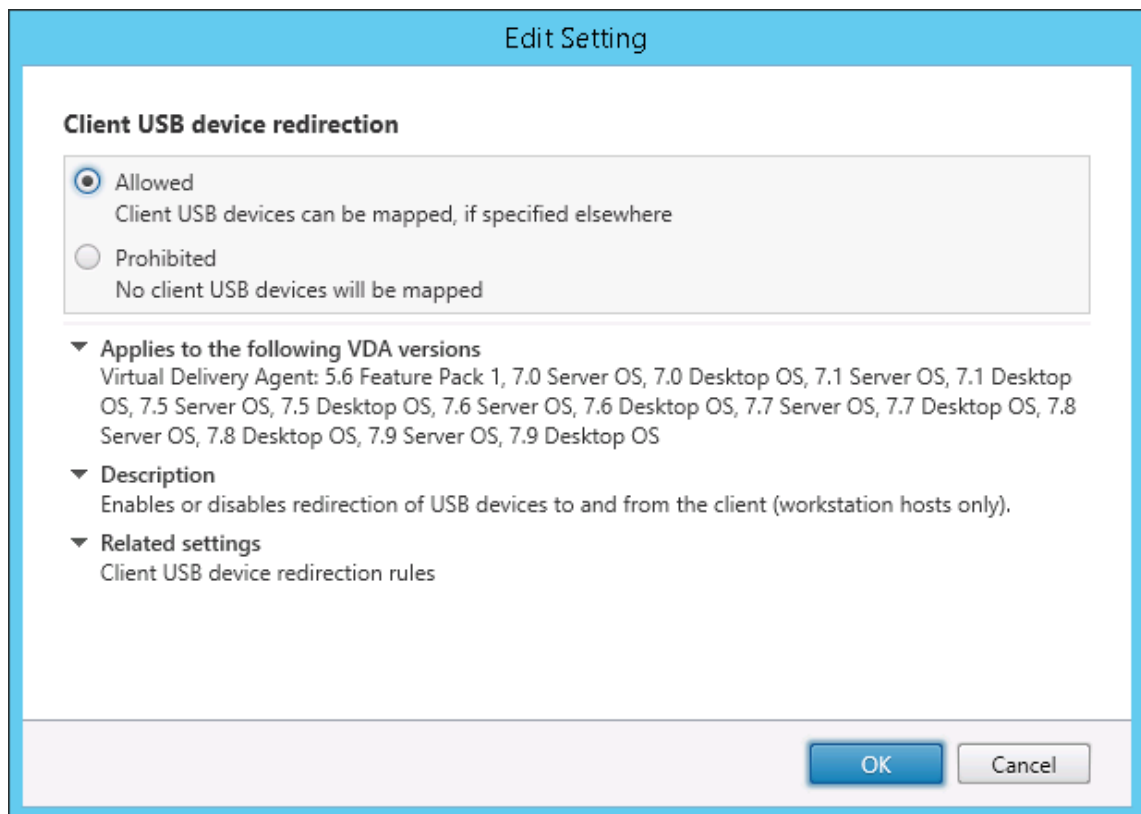 Edit Setting
Client USB device redirection
Allowed
Client USB devices can be mapped, if specified elsewhere
Prohibited
No client USB devices will be mapped
Applies to the following VDA versions
Virtual Delivery Agent: 5.6 Feature Pack 1, 7.0 Server OS, 7.0 Desktop OS, 7.1 Server OS, 7.1 Desktop
OS, 7.5 Server OS, 7.5 Desktop OS, 7.6 Server OS, 7.6 Desktop OS, 7.7 Server OS, 7.7 Desktop OS, 7.8
Server OS, 7.8 Desktop OS, 7.9 Server OS, 7.9 Desktop OS
Description
Enables or disables redirection of USB devices to and from the client (workstation hosts only).
Related settings
Client USB device redirection rules
OK Cancel